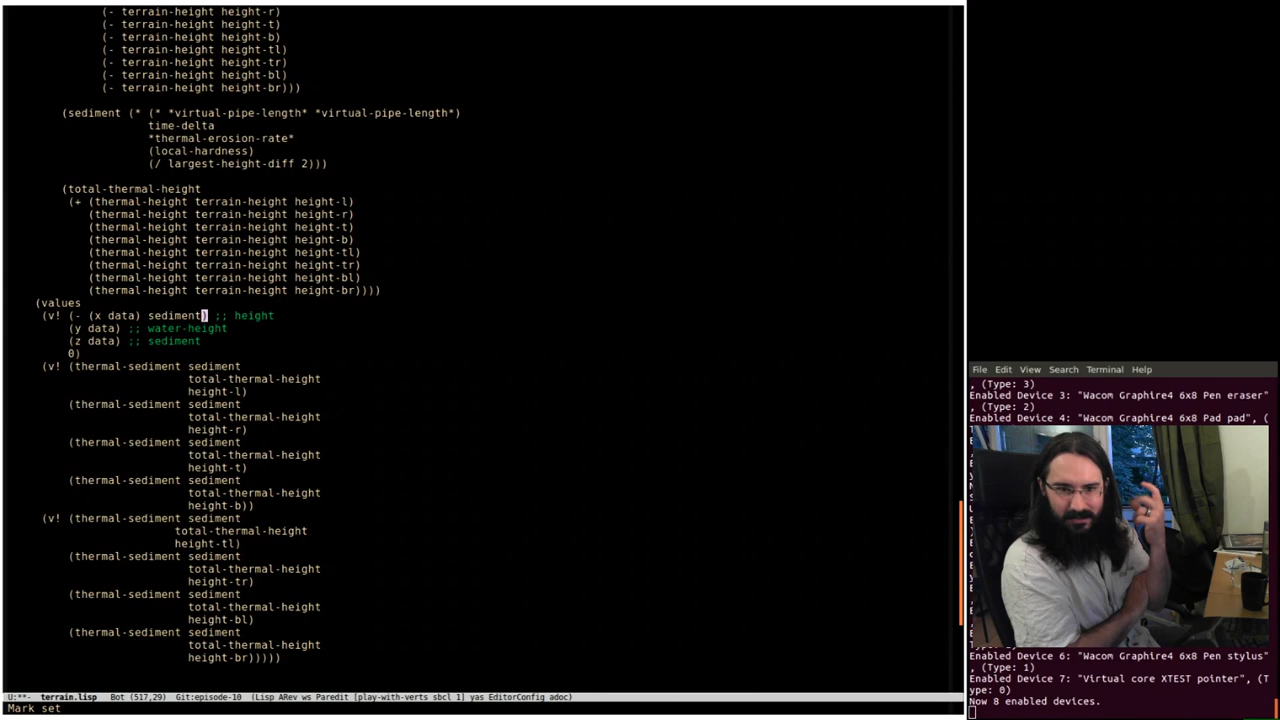 (- terrain-height height-r)
(- terrain-height height-t)
(- terrain-height height-b)
(- terrain-height height-tl)
(- terrain-height height-tr)
(- terrain-height height-bl)
(- terrain-height height-br)))
(sediment (* (* *virtual-pipe-length* *virtual-pipe-length*)
time-delta
*thermal-erosion-rate*
(local-hardness)
(/ largest-height-diff 2)))
(total-thermal-height
(+ (thermal-height terrain-height height-l)
(thermal-height terrain-height height-r)
(thermal-height terrain-height height-t)
(thermal-height terrain-height height-b)
(thermal-height terrain-height height-tl)
(thermal-height terrain-height height-tr)
(thermal-height terrain-height height-bl)
(thermal-height terrain-height height-br))))
(values
(v! (- (x data) sediment) ;; height
(y data) ;; water-height
(z data) ;; sediment
0)
(v! (thermal-sediment sediment
total-thermal-height
height-l)
(thermal-sediment sediment
total-thermal-height
height-r)
(thermal-sediment sediment
total-thermal-height
height-t)
(thermal-sediment sediment
total-thermal-height
height-b))
(v! (thermal-sediment sediment
total-thermal-height
height-tl)
(thermal-sediment sediment
total-thermal-height
height-tr)
(thermal-sediment sediment
total-thermal-height
height-bl)
(thermal-sediment sediment
total-thermal-height
height-br)))))
U:**- terrain.lisp Bot (517,29) Git:episode-10 (Lisp ARev ws Paredit [play-with-verts sbcl 1] yas EditorConfig adoc)
Mark set
File Edit View Search Terminal Help
, (Type: 3)
Enabled Device 3: "Wacom Graphire4 6x8 Pen eraser"
, (Type: 2)
Enabled Device 4: "Wacom Graphire4 6x8 Pad pad", (
Enabled Device 6: "Wacom Graphire4 6x8 Pen stylus"
, (Type: 1)
Enabled Device 7: "Virtual core XTEST pointer", (T
ype: 0)
Now 8 enabled devices.